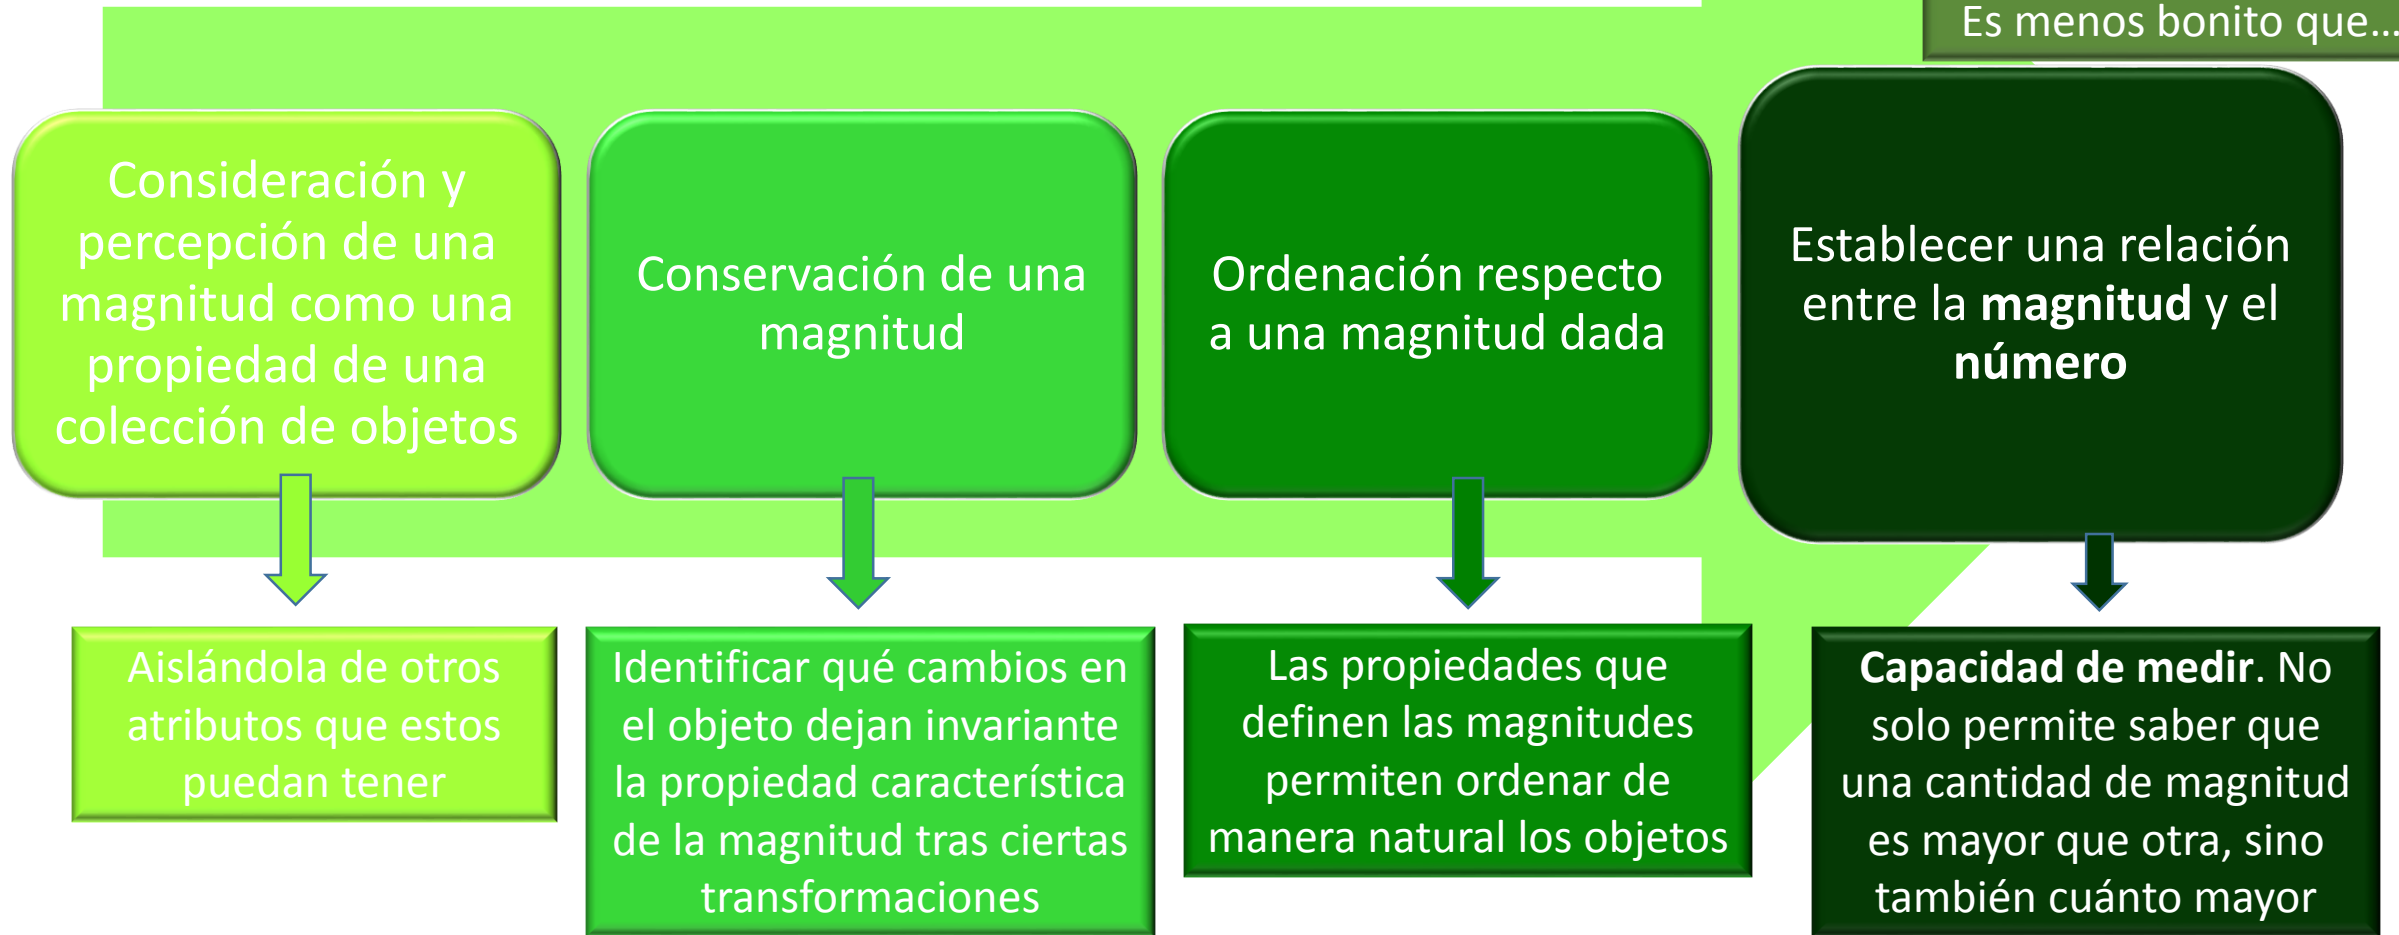 Es menos bonito que...
Consideración y
percepción de una
magnitud como una
propiedad de una
colección de objetos
Conservación de una
magnitud
Ordenación respecto
a una magnitud dada
Establecer una relación
entre la magnitud y el
número
Aislándola de otros
atributos que estos
puedan tener
Identificar qué cambios en
el objeto dejan invariante
la propiedad característica
de la magnitud tras ciertas
transformaciones
Las propiedades que
definen las magnitudes
permiten ordenar de
manera natural los objetos
Capacidad de medir. No
solo permite saber que
una cantidad de magnitud
es mayor que otra, sino
también cuánto mayor